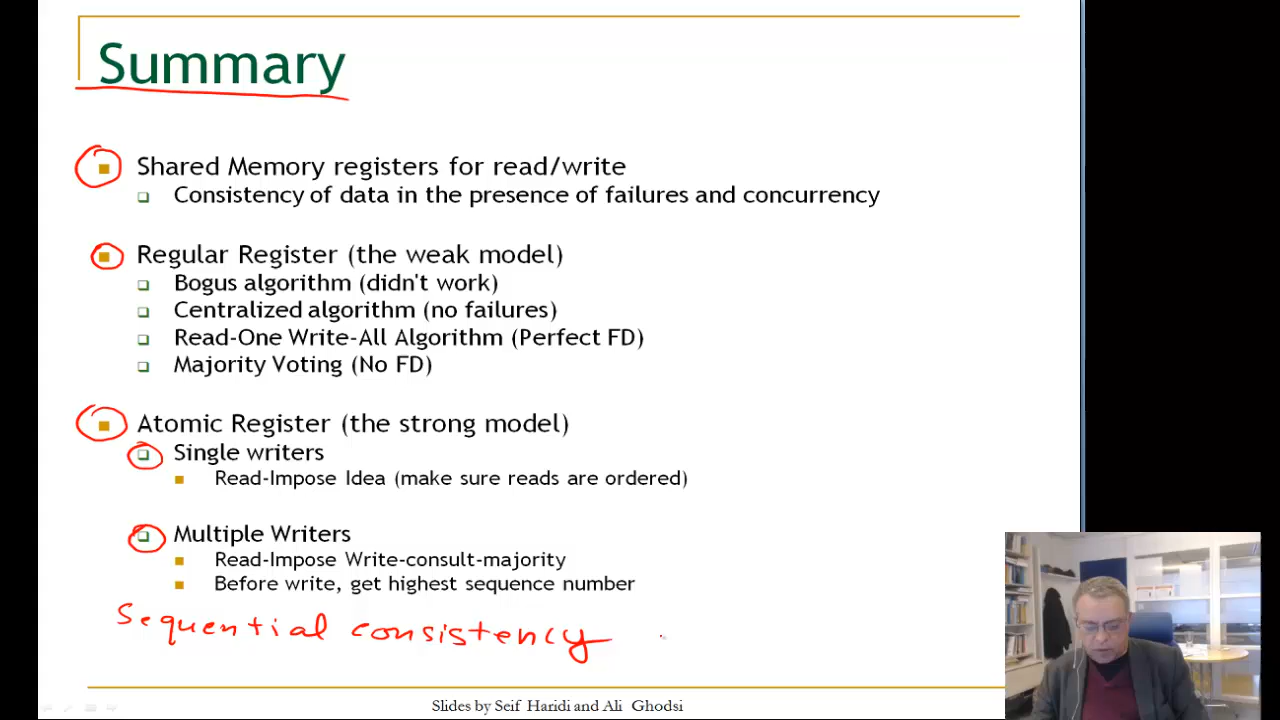 Summary
Shared Memory registers for read/write
Consistency of data in the presence of failures and concurrency
Regular Register (the weak model)
Bogus algorithm (didn't work)
Centralized algorithm (no failures)
Read-One Write-All Algorithm (Perfect FD)
Majority Voting (No FD)
Atomic Register (the strong model)
Single writers
Read-Impose Idea (make sure reads are ordered)
Multiple Writers
Read-Impose Write-consult-majority
Before write, get highest sequence number
Sequential consistency
Slides by Seif Haridi and Ali Ghodsi